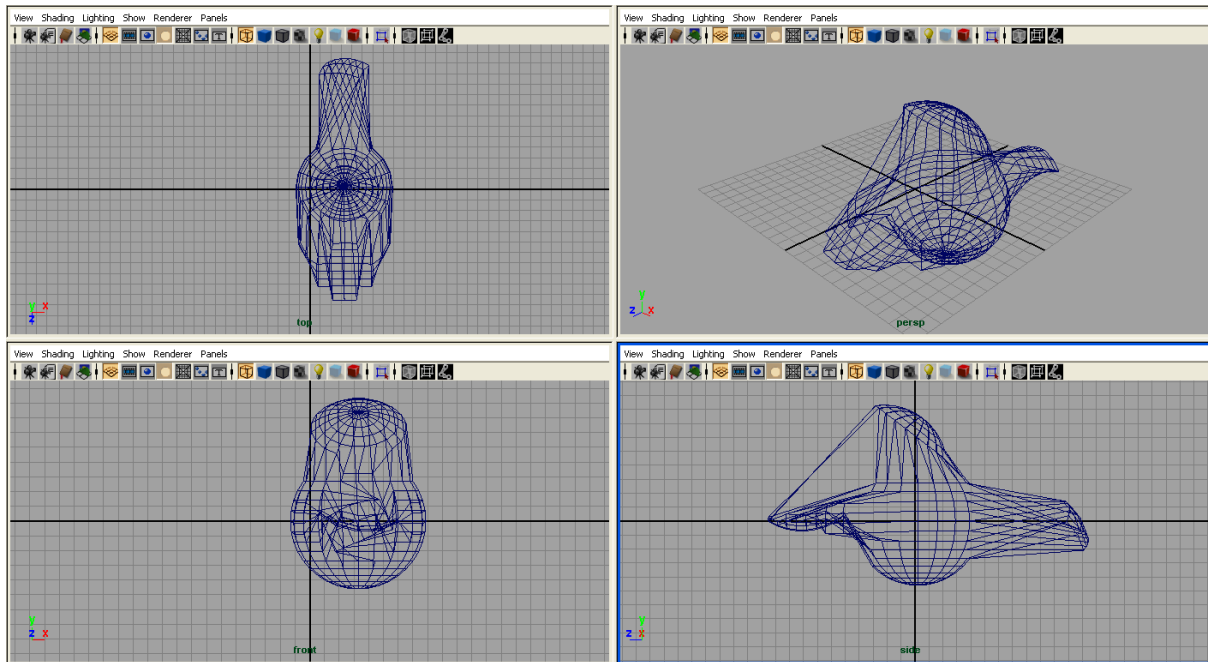 View Shading Lighting Show Renderer Panels
View Shading Lighting Show Renderer Panels
Y
Z X
top
Y
Z X
persp
View Shading Lighting Show Renderer Panels
View Shading Lighting Show Renderer Panels
Y
Z X
front
Y
Z X
side